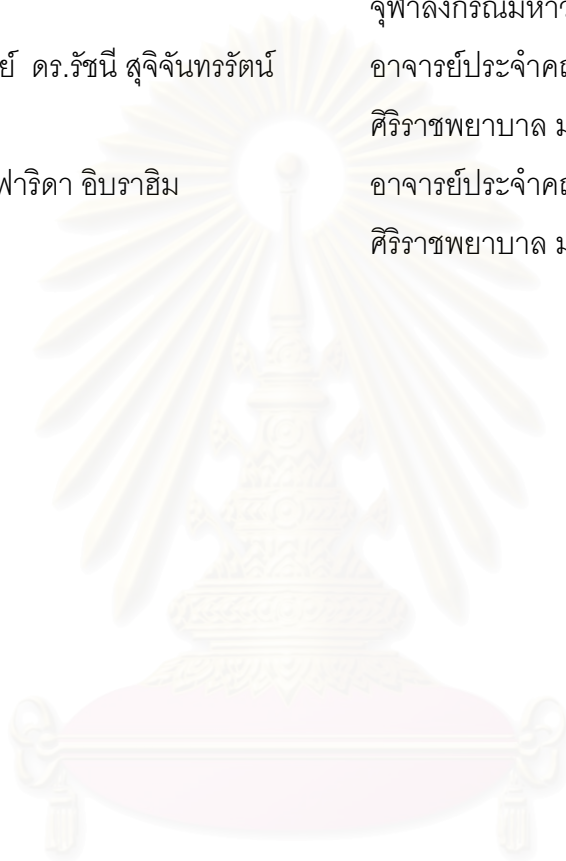 จุฬาลงกรณ์มหาว
ย์ ดร.รัชนี สุจิจันทรรัตน์ อาจารย์ประจำคณ
ศิริราชพยาบาล ม
ฟาริดา อิบราฮิม อาจารย์ประจำคณ
ศิริราชพยาบาล ม